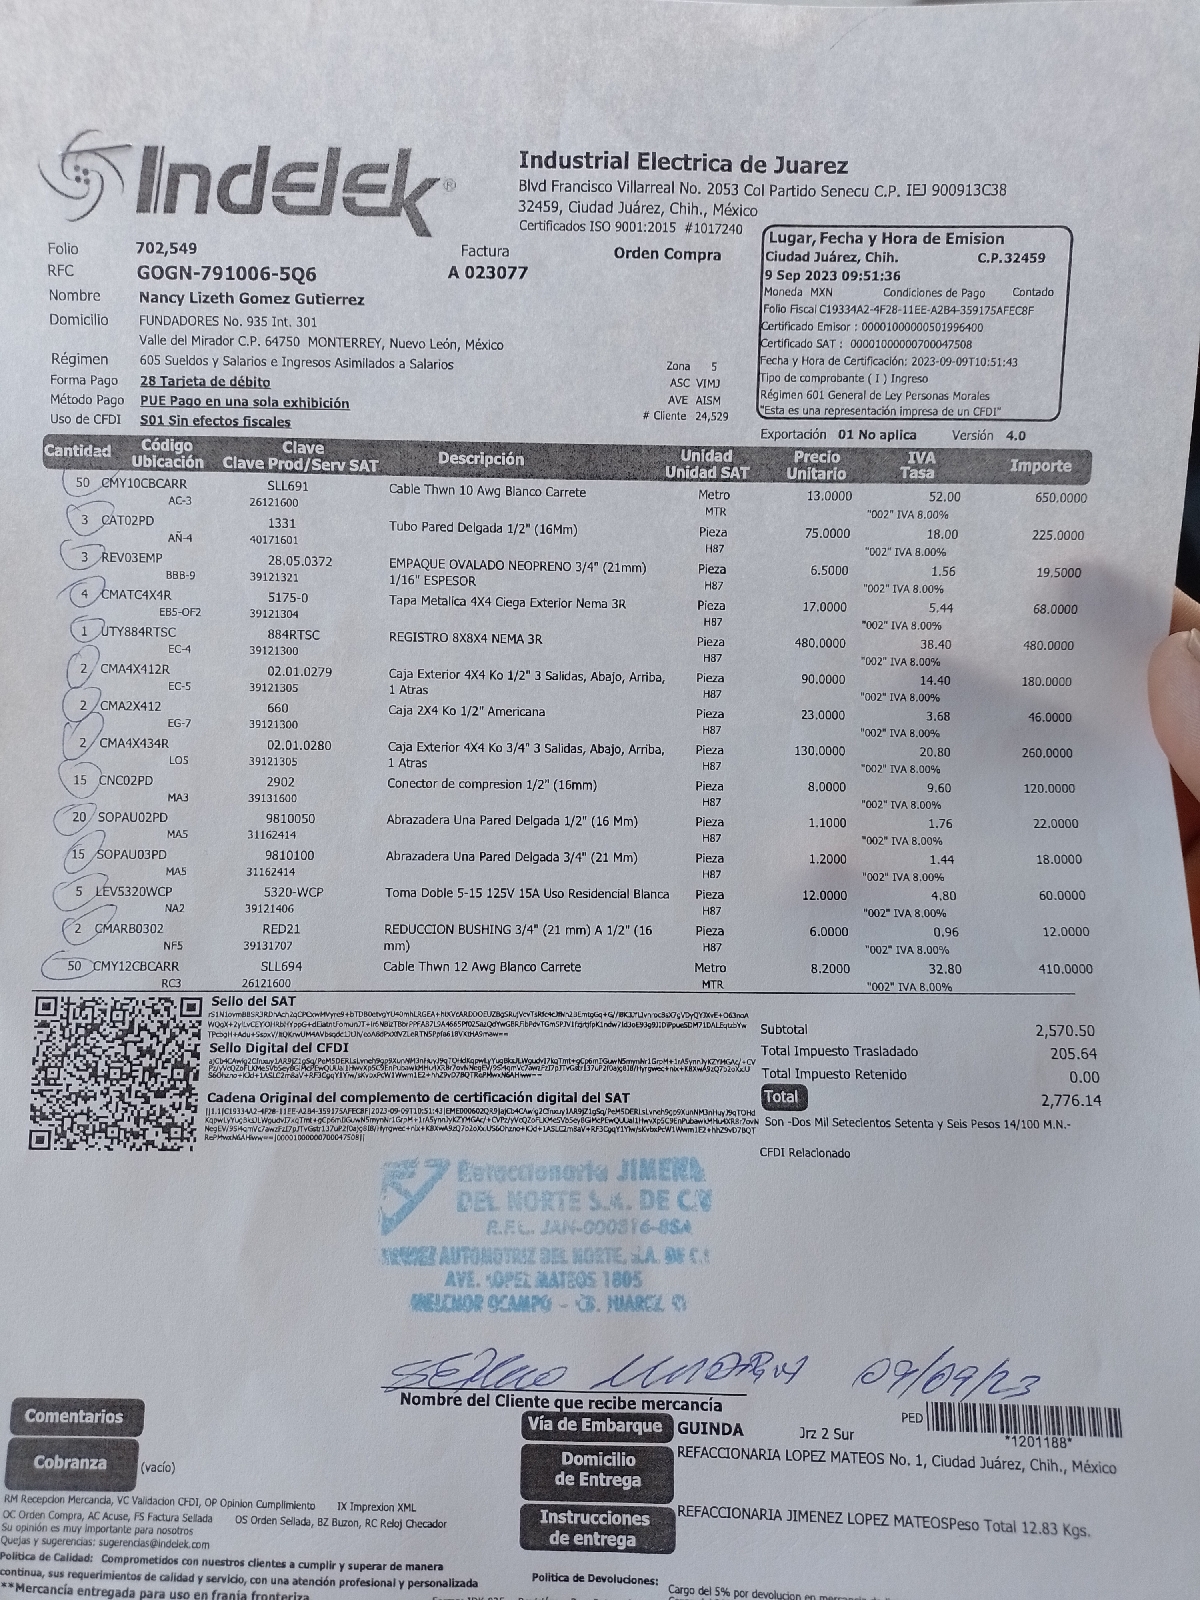 Indelek®
Industrial Electrica de Juarez
Blvd Francisco Villarreal No. 2053 Col Partido Senecu C.P. IEJ 900913C38
32459, Ciudad Juárez, Chih., México
Certificados ISO 9001:2015 #1017240
Folio 702,549 Factura Orden Compra
RFC GOGN-791006-5Q6 A 023077
Nombre Nancy Lizeth Gomez Gutierrez
Domicilio FUNDADORES No. 935 Int. 301
Valle del Mirador C.P. 64750 MONTERREY, Nuevo León, México
Régimen 605 Sueldos y Salarios e Ingresos Asimilados a Salarios
Forma Pago 28 Tarjeta de débito
Método Pago PUE Pago en una sola exhibición
Uso de CFDI S01 Sin efectos fiscales
Zona 5
ASC VIMJ
AVE AISM
# Cliente 24,529
Lugar, Fecha y Hora de Emision
Ciudad Juárez, Chih. C.P.32459
9 Sep 2023 09:51:36
Moneda MXN Condiciones de Pago Contado
Folio Fiscal C19334A2-4F28-11EE-A2B4-359175AFEC8F
Certificado Emisor : 00001000000501996400
Certificado SAT : 00001000000700047508
Fecha y Hora de Certificación: 2023-09-09T10:51:43
Tipo de comprobante ( I ) Ingreso
Régimen 601 General de Ley Personas Morales
"Esta es una representación impresa de un CFDI"
Exportación 01 No aplica Versión 4.0
Cantidad Código Clave Descripción Unidad Precio IVA Importe
Ubicación Clave Prod/Serv SAT Unidad SAT Unitario Tasa
50 CMY10CBCARR SLL691 Cable Thwn 10 Awg Blanco Carrete Metro 13.0000 52.00 650.0000
AC-3 26121600 MTR "002" IVA 8.00%
3 CAT02PD 1331 Tubo Pared Delgada 1/2" (16Mm) Pieza 75.0000 18.00 225.0000
AÑ-4 40171601 H87 "002" IVA 8.00%
3 REV03EMP 28.05.0372 EMPAQUE OVALADO NEOPRENO 3/4" (21mm) Pieza 6.5000 1.56 19.5000
BBB-9 39121321 1/16" ESPESOR H87 "002" IVA 8.00%
4 CMATC4X4R 5175-0 Tapa Metalica 4X4 Ciega Exterior Nema 3R Pieza 17.0000 5.44 68.0000
EB5-OF2 39121304 H87 "002" IVA 8.00%
1 UTY884RTSC 884RTSC REGISTRO 8X8X4 NEMA 3R Pieza 480.0000 38.40 480.0000
EC-4 39121300 H87 "002" IVA 8.00%
2 CMA4X412R 02.01.0279 Caja Exterior 4X4 Ko 1/2" 3 Salidas, Abajo, Arriba, Pieza 90.0000 14.40 180.0000
EC-5 39121305 1 Atras H87 "002" IVA 8.00%
2 CMA2X412 660 Caja 2X4 Ko 1/2" Americana Pieza 23.0000 3.68 46.0000
EG-7 39121300 H87 "002" IVA 8.00%
2 CMA4X434R 02.01.0280 Caja Exterior 4X4 Ko 3/4" 3 Salidas, Abajo, Arriba, Pieza 130.0000 20.80 260.0000
LO5 39121305 1 Atras H87 "002" IVA 8.00%
15 CNC02PD 2902 Conector de compresion 1/2" (16mm) Pieza 8.0000 9.60 120.0000
MA3 39131600 H87 "002" IVA 8.00%
20 SOPAU02PD 9810050 Abrazadera Una Pared Delgada 1/2" (16 Mm) Pieza 1.1000 1.76 22.0000
MA5 31162414 H87 "002" IVA 8.00%
15 SOPAU03PD 9810100 Abrazadera Una Pared Delgada 3/4" (21 Mm) Pieza 1.2000 1.44 18.0000
MA5 31162414 H87 "002" IVA 8.00%
5 LEV5320WCP 5320-WCP Toma Doble 5-15 125V 15A Uso Residencial Blanca Pieza 12.0000 4.80 60.0000
NA2 39121406 H87 "002" IVA 8.00%
2 CMARB0302 RED21 REDUCCION BUSHING 3/4" (21 mm) A 1/2" (16 Pieza 6.0000 0.96 12.0000
NF5 39131707 mm) H87 "002" IVA 8.00%
50 CMY12CBCARR SLL694 Cable Thwn 12 Awg Blanco Carrete Metro 8.2000 32.80 410.0000
RC3 26121600 MTR "002" IVA 8.00%
Sello del SAT
Sello Digital del CFDI
Cadena Original del complemento de certificación digital del SAT
Subtotal 2,570.50
Total Impuesto Trasladado 205.64
Total Impuesto Retenido 0.00
Total 2,776.14
Son -Dos Mil Setecientos Setenta y Seis Pesos 14/100 M.N.-
CFDI Relacionado
Refaccionaria JIMENEZ
DEL NORTE S.A. DE C.V
AUTOMOTRIZ DEL NORTE, S.A. DE C.
AVE. LOPEZ MATEOS 1805
MELCHOR OCAMPO - CD. JUAREZ
09/09/23
Nombre del Cliente que recibe mercancía
Comentarios
Cobranza (vacío)
Vía de Embarque GUINDA Jrz 2 Sur PED
*1201188*
Domicilio de Entrega REFACCIONARIA LOPEZ MATEOS No. 1, Ciudad Juárez, Chih., México
Instrucciones de entrega REFACCIONARIA JIMENEZ LOPEZ MATEOSPeso Total 12.83 Kgs.
RM Recepcion Mercancia, VC Validacion CFDI, OP Opinion Cumplimiento IX Imprexion XML
OC Orden Compra, AC Acuse, FS Factura Sellada OS Orden Sellada, BZ Buzon, RC Reloj Checador
Su opinión es muy importante para nosotros
Quejas y sugerencias: sugerencias@indelek.com
Politica de Calidad: Comprometidos con nuestros clientes a cumplir y superar de manera
continua, sus requerimientos de calidad y servicio, con una atención profesional y personalizada
**Mercancía entregada para uso en franja fronteriza
Politica de Devoluciones:
Cargo del 5% por devolucion en